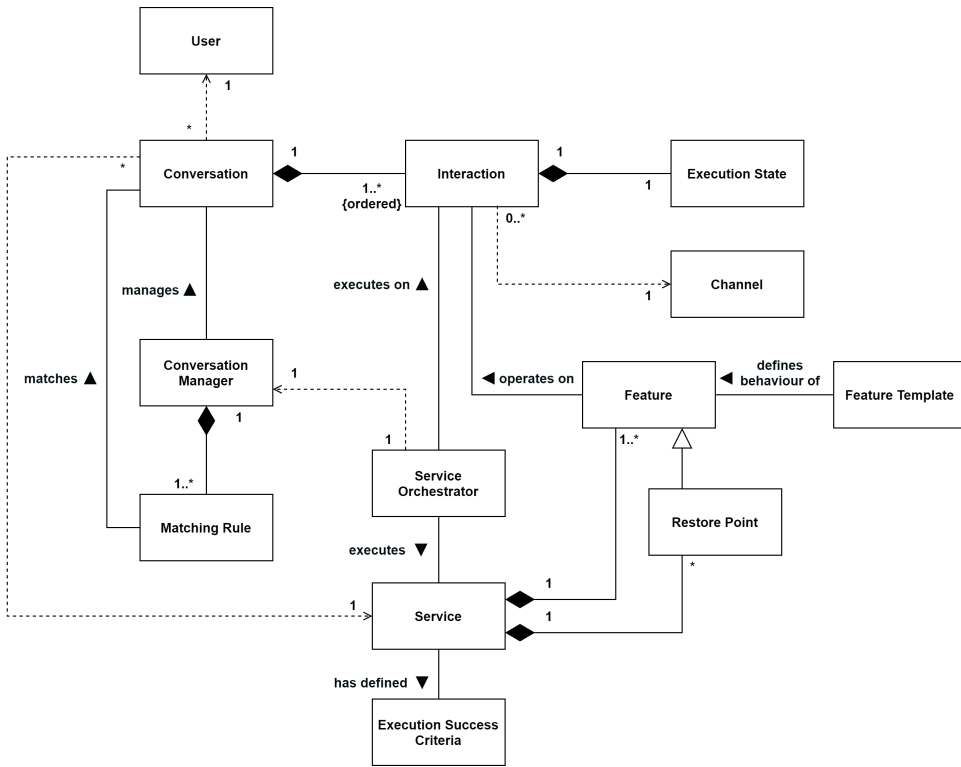 User
1
*
*
Conversation
1
1..*
{ordered}
Interaction
1
1
Execution State
0..*
1
Channel
manages ▲
executes on ▲
matches ▲
Conversation
Manager
1
1
1..*
Matching Rule
1
Service
Orchestrator
◀ operates on
Feature
1..*
defines
◀ behaviour of
Feature Template
Restore Point
*
executes ▼
1
Service
1
1
has defined ▼
Execution Success
Criteria